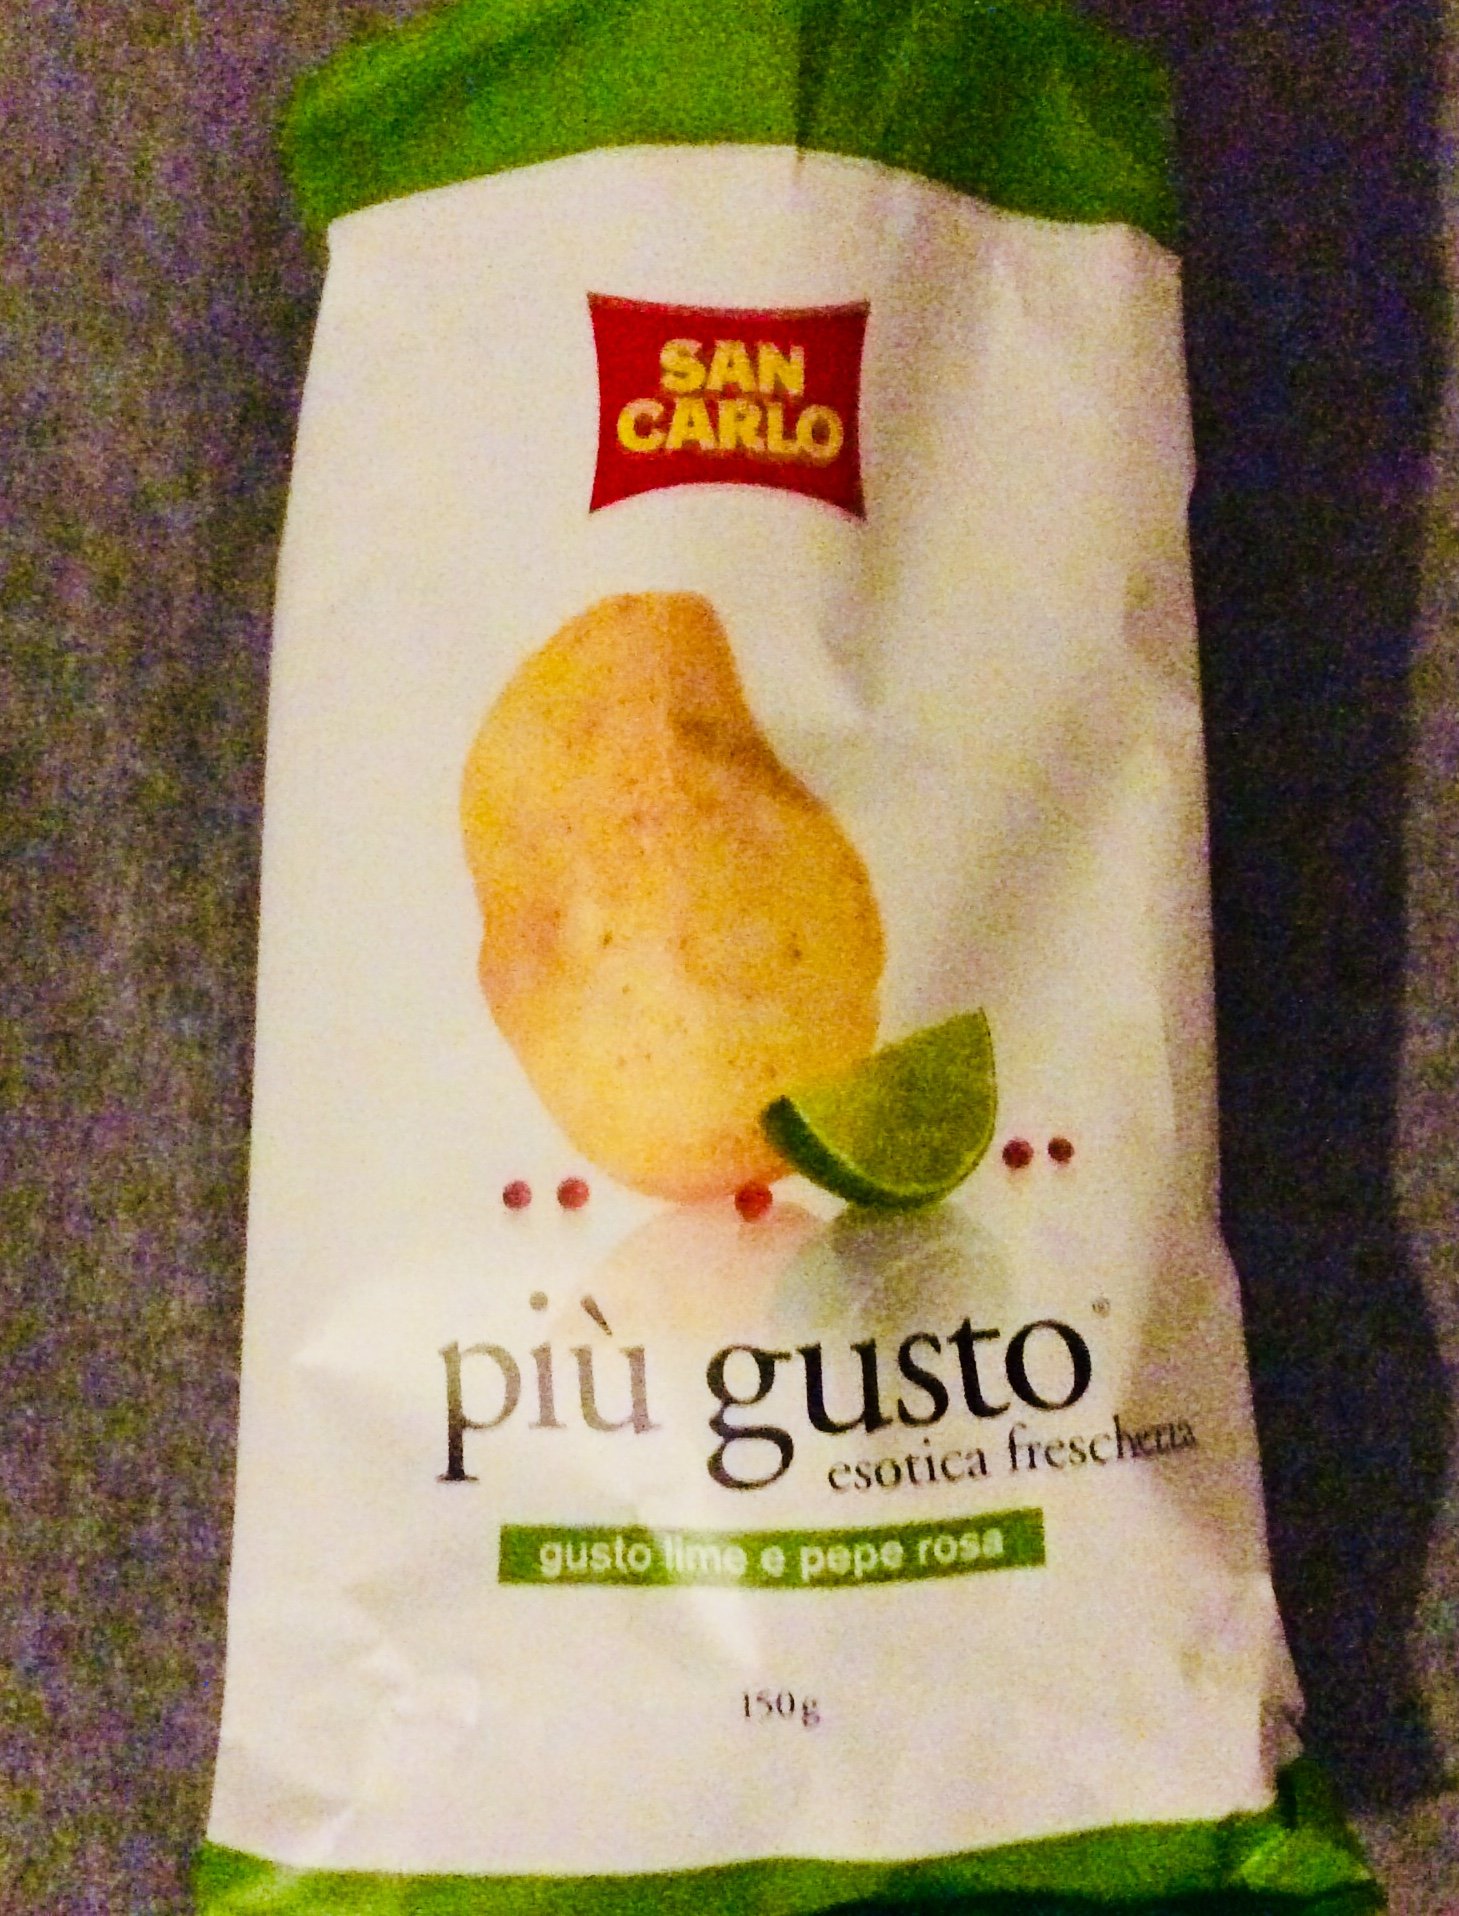 SAN
CARLO
più gusto®
esotica freschezza
gusto lime e pepe rosa
150g